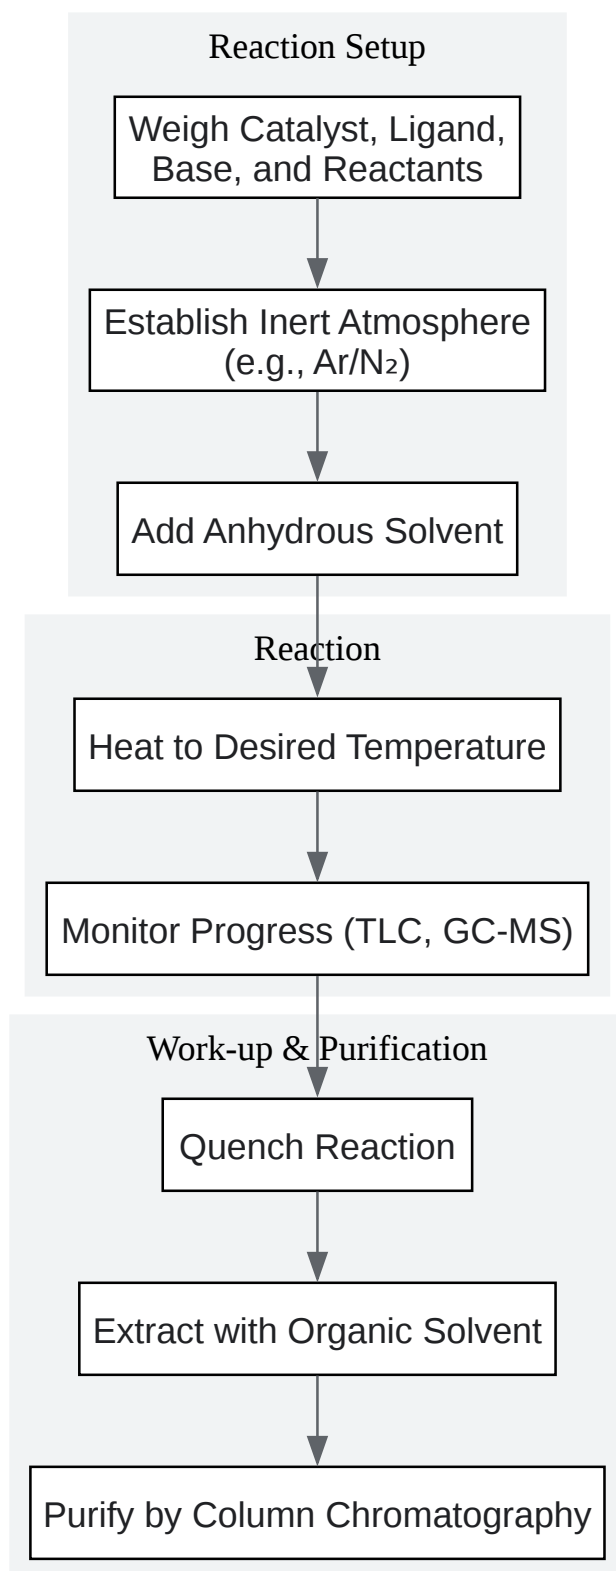 Reaction Setup
Weigh Catalyst, Ligand,
Base, and Reactants
Establish Inert Atmosphere
(e.g., Ar/N₂)
Add Anhydrous Solvent
Reaction
Heat to Desired Temperature
Monitor Progress (TLC, GC-MS)
Work-up & Purification
Quench Reaction
Extract with Organic Solvent
Purify by Column Chromatography